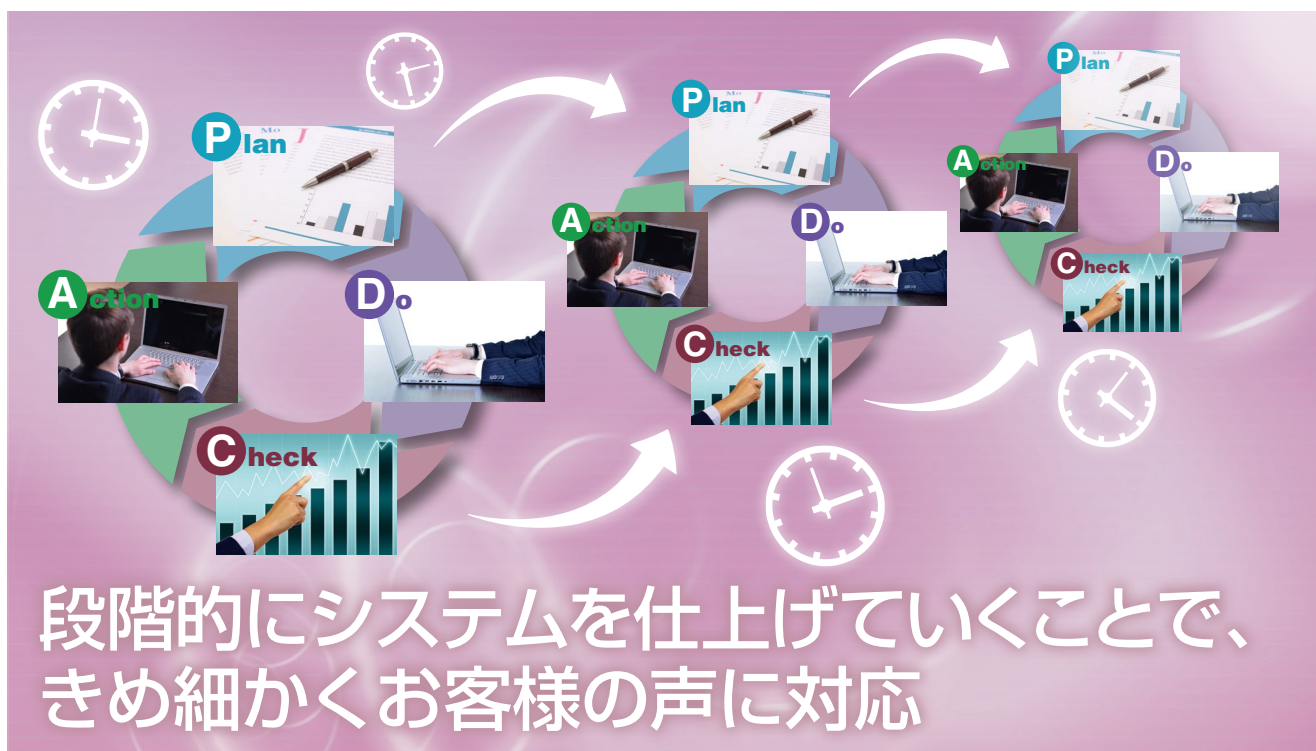 Plan
Action
Do
Check
Plan
Action
Do
Check
Plan
Action
Do
Check
段階的にシステムを仕上げていくことで、
きめ細かくお客様の声に対応